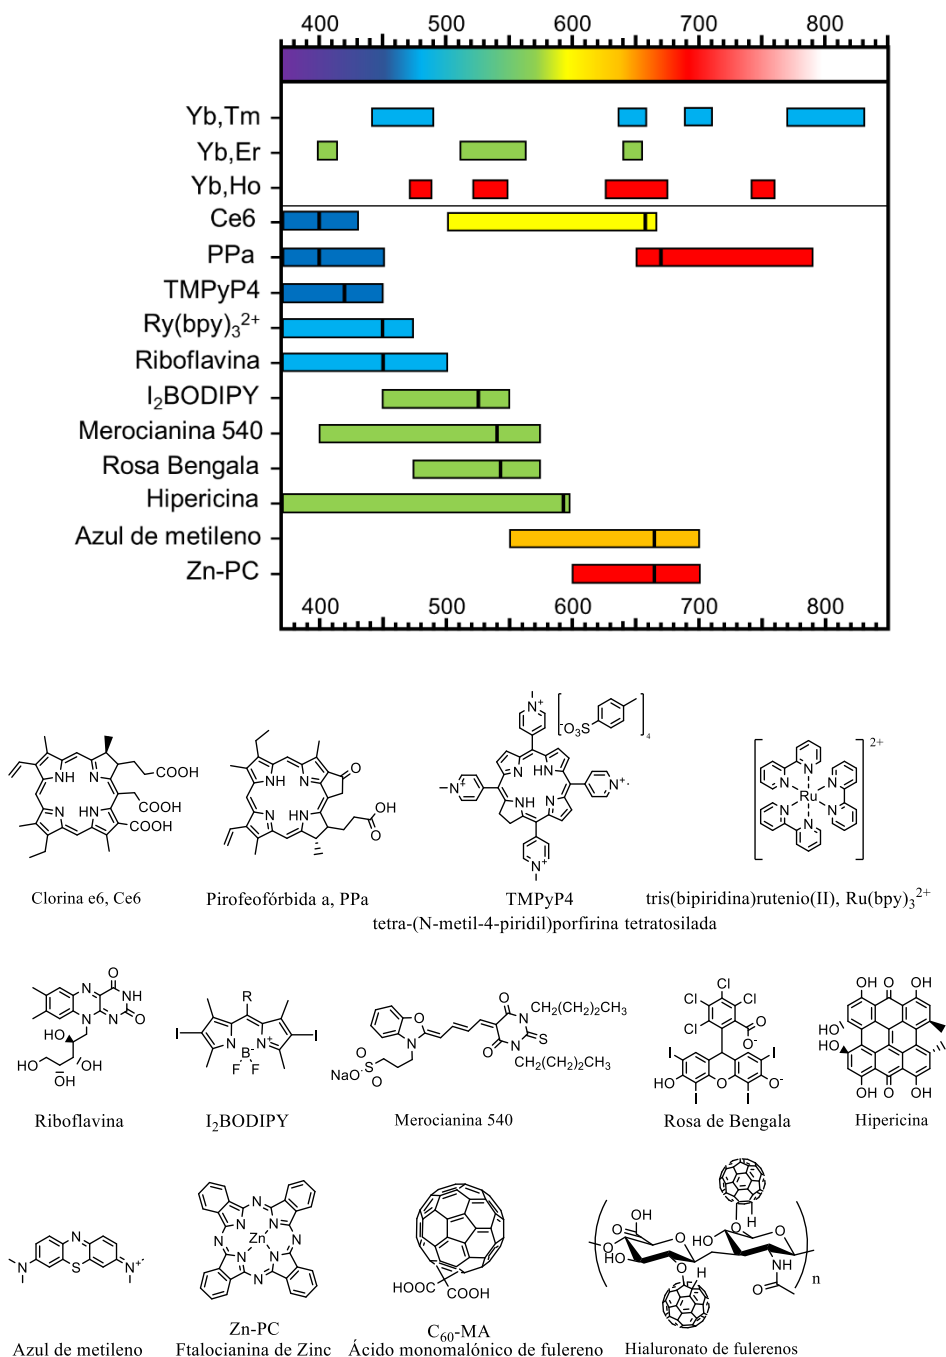 400 500 600 700 800
Yb,Tm
Yb,Er
Yb,Ho
Ce6
PPa
TMPyP4
Ry(bpy)₃²⁺
Riboflavina
I₂BODIPY
Merocianina 540
Rosa Bengala
Hipericina
Azul de metileno
Zn-PC
400 500 600 700 800
NH N
N HN
COOH
COOH
COOH
Clorina e6, Ce6
NH N
N HN
O
OH
O
Pirofeofórbida a, PPa
N⁺
⁻O₃S
4
N HN
NH N
N⁺
N⁺
N⁺
TMPyP4
tetra-(N-metil-4-piridil)porfirina tetratosilada
2+
N N
N Ru N
N N
tris(bipiridina)rutenio(II), Ru(bpy)₃²⁺
O
N NH
N N O
HO
HO OH
OH
Riboflavina
R
I I
N N⁺
B⁻
F F
I₂BODIPY
O
N
O
N CH₂(CH₂)₂CH₃
S
N
O
CH₂(CH₂)₂CH₃
O
S
NaO O
Merocianina 540
Cl Cl
Cl Cl
O
O⁻
I I
HO O O⁻
I I
Rosa de Bengala
OH O OH
HO
HO
OH O OH
Hipericina
N
N S N⁺
Azul de metileno
N N N
N Zn N
N N N
Zn-PC
Ftalocianina de Zinc
HOOC
COOH
C₆₀-MA
Ácido monomalónico de fulereno
OH
O
O O
HO
O
H
O
HO O
O
H
NH
O
n
Hialuronato de fulerenos